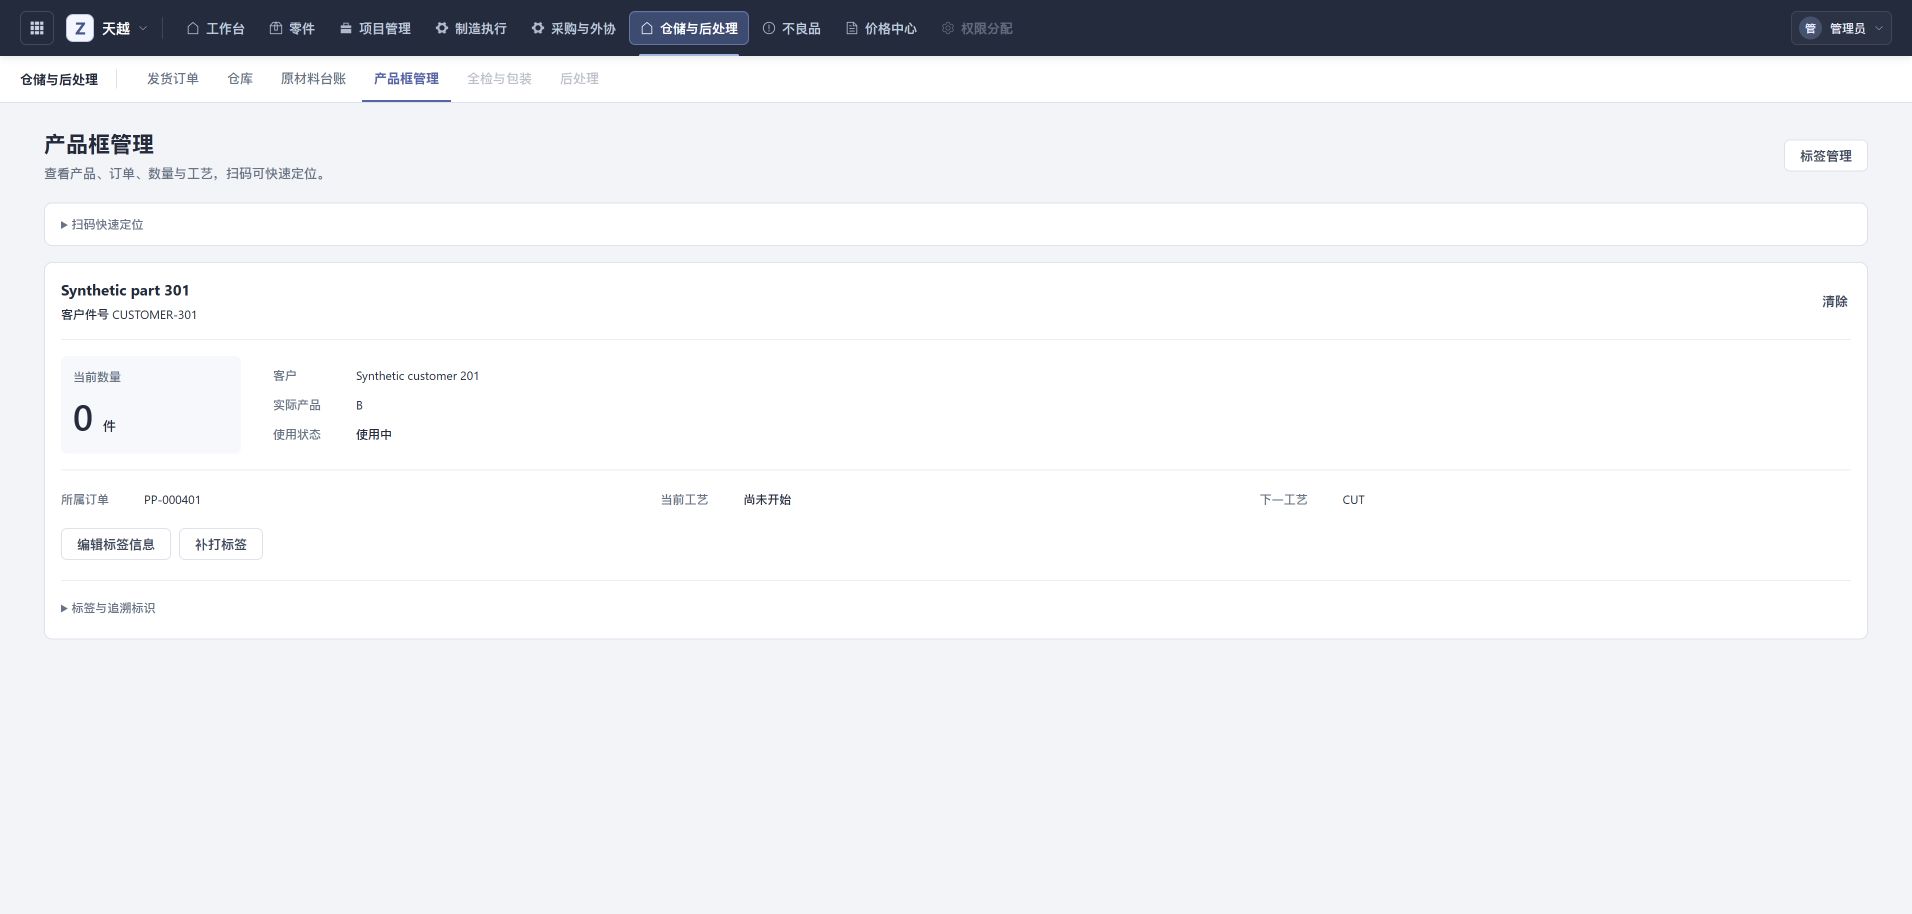 Z 天越 工作台 零件 项目管理 制造执行 采购与外协 仓储与后处理 不良品 价格中心 权限分配 管 管理员
仓储与后处理 发货订单 仓库 原材料台账 产品框管理 全检与包装 后处理
产品框管理
查看产品、订单、数量与工艺，扫码可快速定位。
标签管理
扫码快速定位
Synthetic part 301
客户件号 CUSTOMER-301
清除
当前数量
0 件
客户 Synthetic customer 201
实际产品 B
使用状态 使用中
所属订单 PP-000401 当前工艺 尚未开始 下一工艺 CUT
编辑标签信息 补打标签
标签与追溯标识